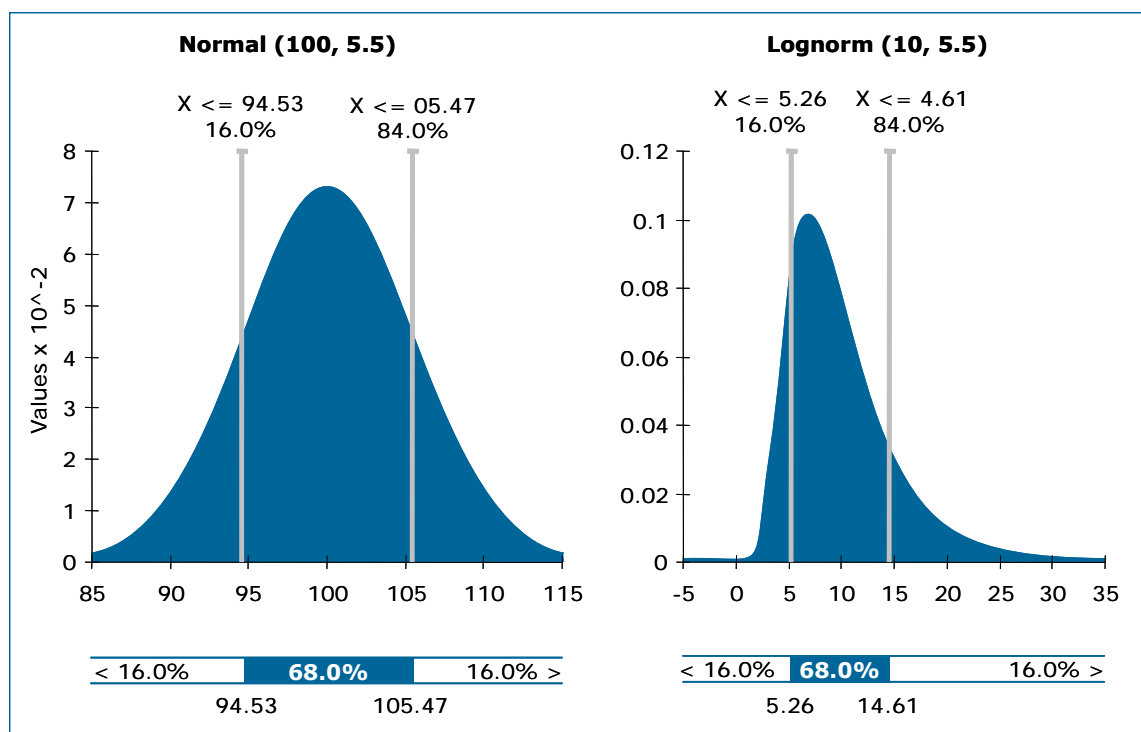 Normal (100, 5.5)
X <= 94.53
16.0%
X <= 05.47
84.0%
Values x 10^-2
8
7
6
5
4
3
2
1
0
85 90 95 100 105 110 115
< 16.0% 68.0% 16.0% >
94.53 105.47
Lognorm (10, 5.5)
X <= 5.26
16.0%
X <= 4.61
84.0%
0.12
0.1
0.08
0.06
0.04
0.02
0
-5 0 5 10 15 20 25 30 35
< 16.0% 68.0% 16.0% >
5.26 14.61